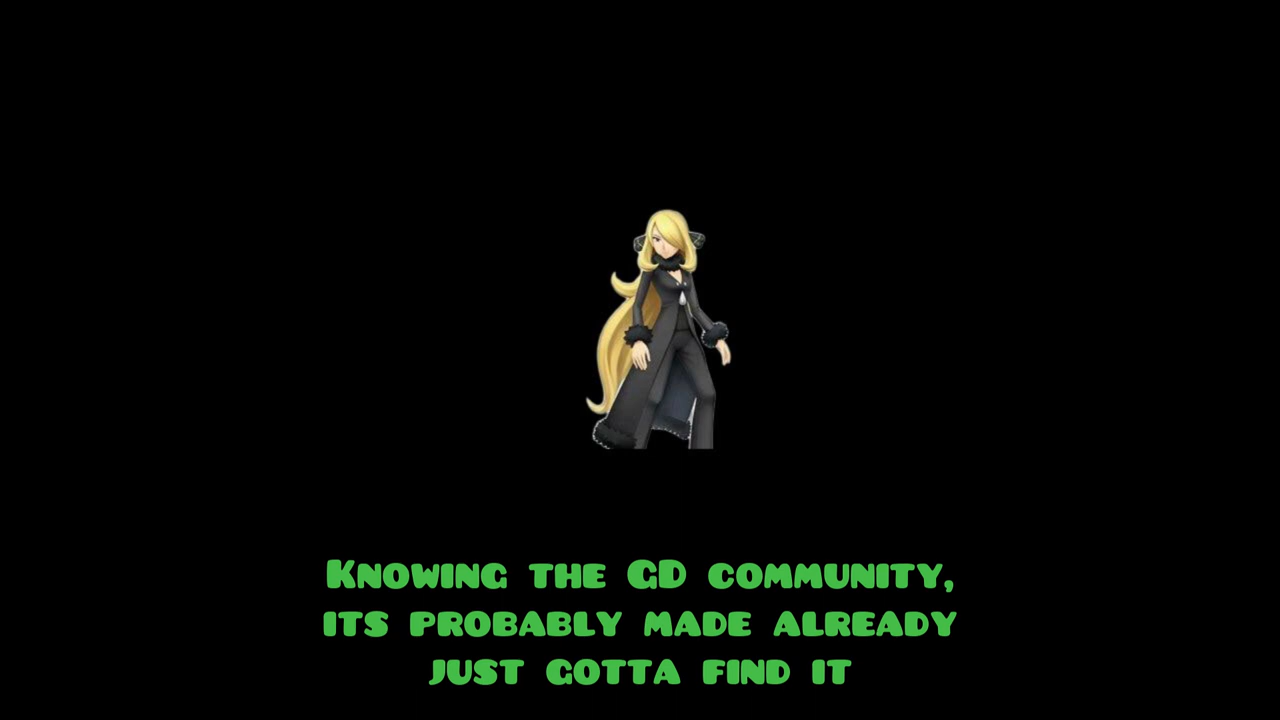 Knowing the GD community,
its probably made already
just gotta find it